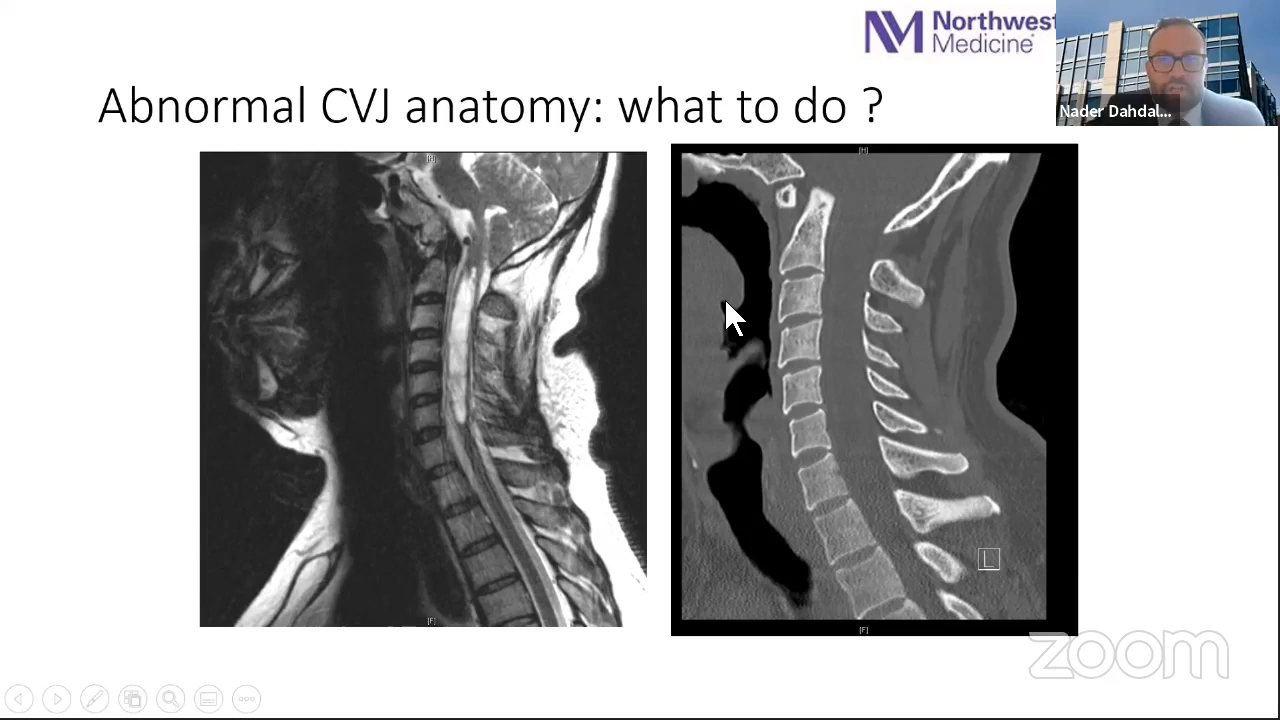 Northwest
Medicine
Nader Dahdal...
Abnormal CVJ anatomy: what to do ?
[H]
[H]
L
[F]
[F]
zoom